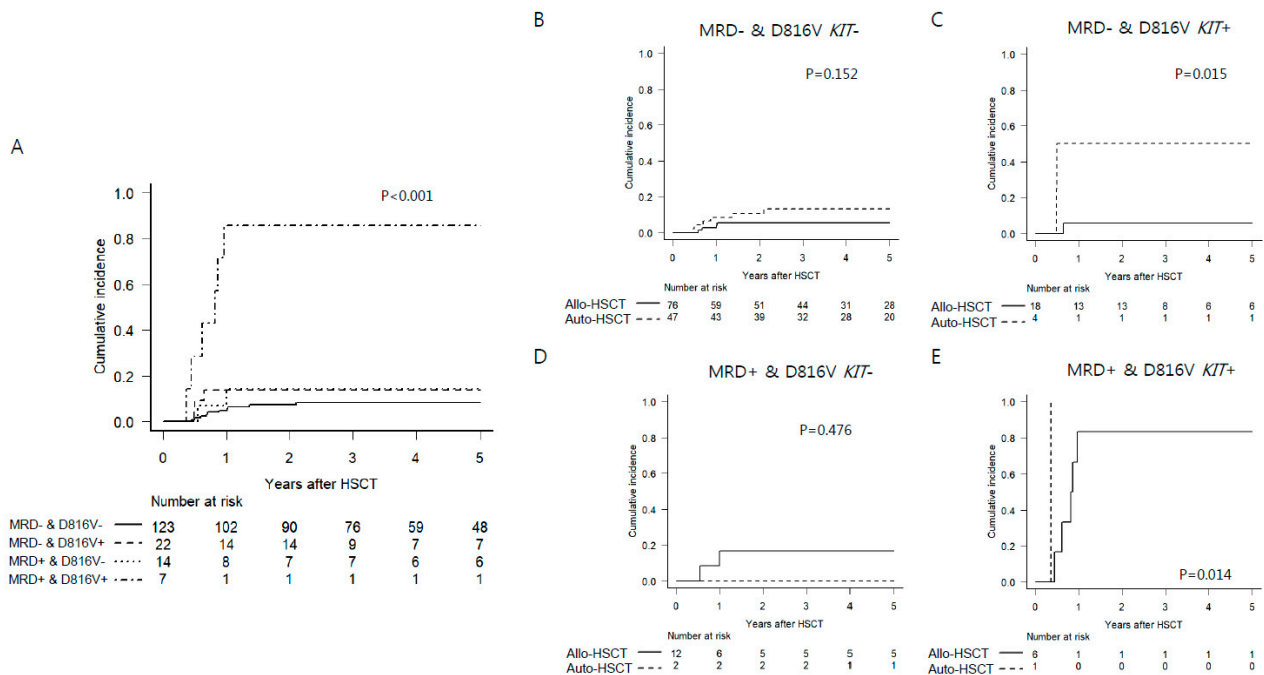 A
P<0.001
Cumulative incidence
1.0
0.8
0.6
0.4
0.2
0.0
0 1 2 3 4 5
Years after HSCT
Number at risk
MRD- & D816V- 123 102 90 76 59 48
MRD- & D816V+ 22 14 14 9 7 7
MRD+ & D816V- 14 8 7 7 6 6
MRD+ & D816V+ 7 1 1 1 1 1
B
MRD- & D816V KIT-
P=0.152
Cumulative incidence
1.0
0.8
0.6
0.4
0.2
0.0
0 1 2 3 4 5
Years after HSCT
Number at risk
Allo-HSCT 76 59 51 44 31 28
Auto-HSCT 47 43 39 32 28 20
C
MRD- & D816V KIT+
P=0.015
Cumulative incidence
1.0
0.8
0.6
0.4
0.2
0.0
0 1 2 3 4 5
Years after HSCT
Number at risk
Allo-HSCT 18 13 13 8 6 6
Auto-HSCT 4 1 1 1 1 1
D
MRD+ & D816V KIT-
P=0.476
Cumulative incidence
1.0
0.8
0.6
0.4
0.2
0.0
0 1 2 3 4 5
Years after HSCT
Number at risk
Allo-HSCT 12 6 5 5 5 5
Auto-HSCT 2 2 2 2 1 1
E
MRD+ & D816V KIT+
P=0.014
Cumulative incidence
1.0
0.8
0.6
0.4
0.2
0.0
0 1 2 3 4 5
Years after HSCT
Number at risk
Allo-HSCT 6 1 1 1 1 1
Auto-HSCT 1 0 0 0 0 0